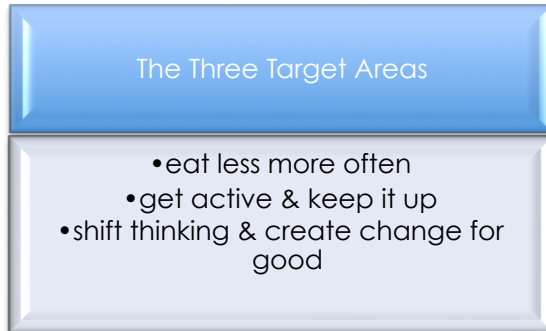 The Three Target Areas
•eat less more often
•get active & keep it up
•shift thinking & create change for
good